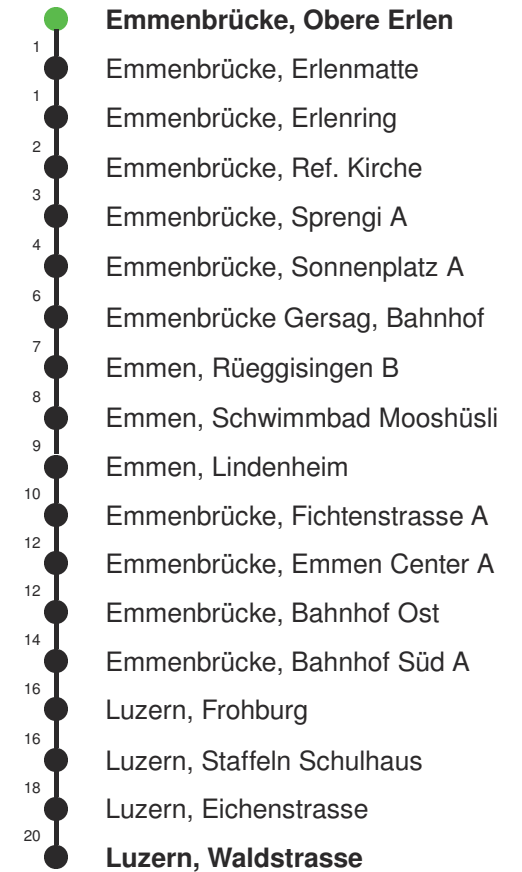 Emmenbrücke, Obere Erlen
1
Emmenbrücke, Erlenmatte
1
Emmenbrücke, Erlenring
2
Emmenbrücke, Ref. Kirche
3
Emmenbrücke, Sprengi A
4
Emmenbrücke, Sonnenplatz A
6
Emmenbrücke Gersag, Bahnhof
7
Emmen, Rüeggisingen B
8
Emmen, Schwimmbad Mooshüsli
9
Emmen, Lindenheim
10
Emmenbrücke, Fichtenstrasse A
12
Emmenbrücke, Emmen Center A
12
Emmenbrücke, Bahnhof Ost
14
Emmenbrücke, Bahnhof Süd A
16
Luzern, Frohburg
16
Luzern, Staffeln Schulhaus
18
Luzern, Eichenstrasse
20
Luzern, Waldstrasse